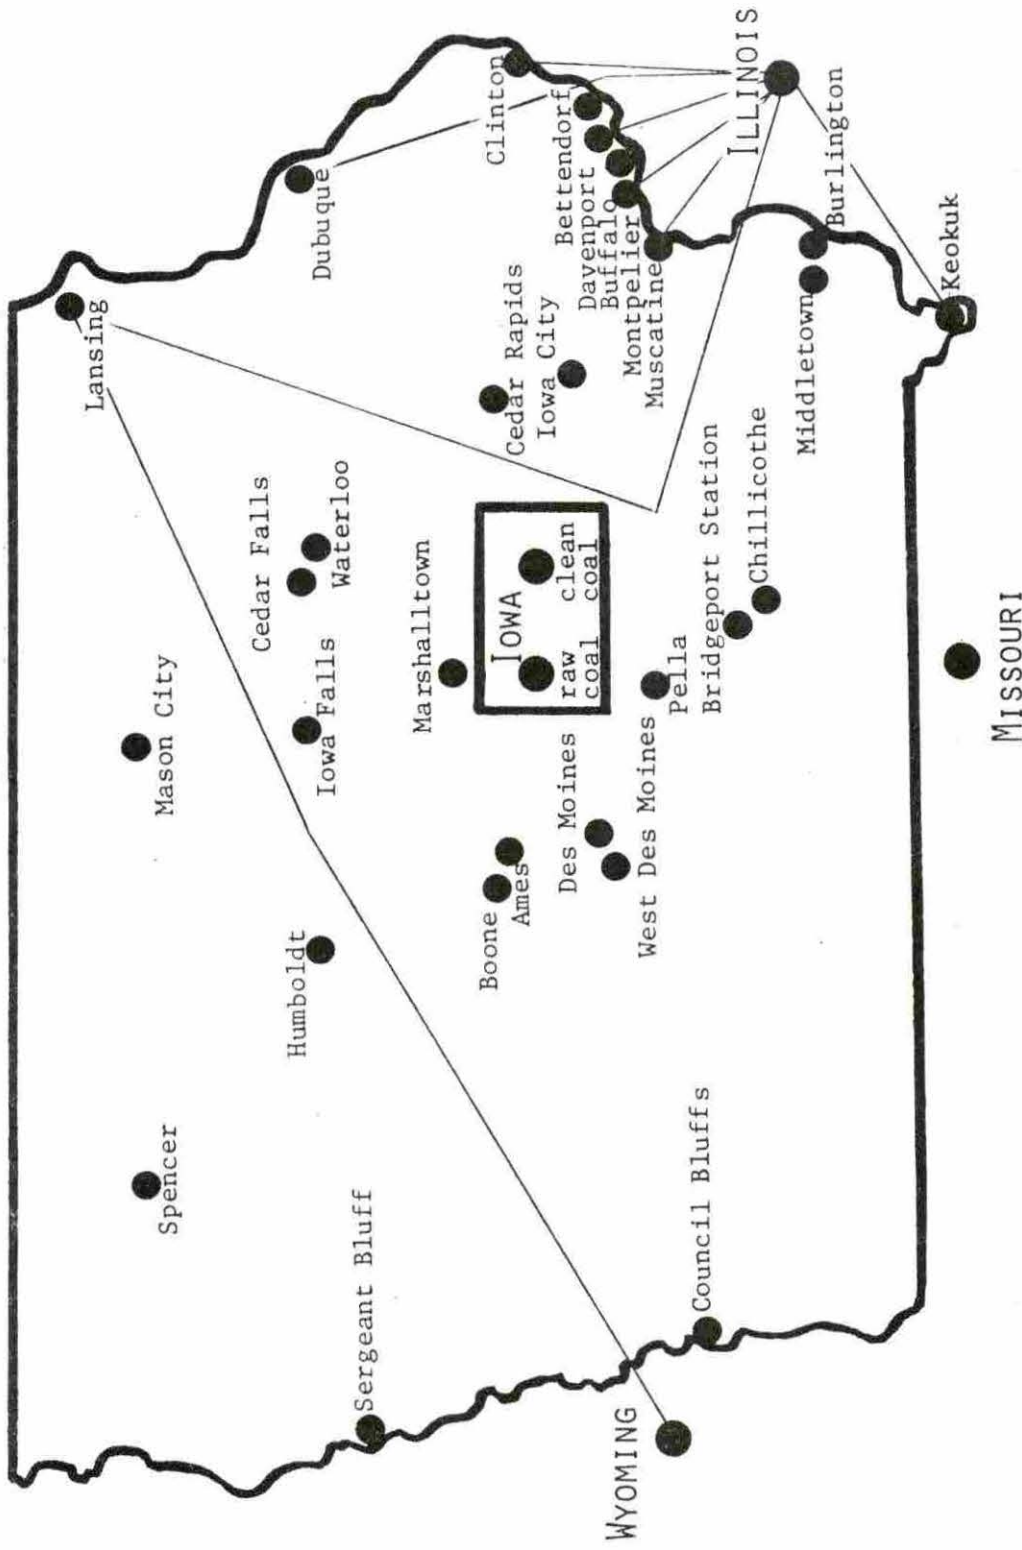 Lansing
Mason City
Spencer
Dubuque
Cedar Falls
Waterloo
Iowa Falls
Humboldt
Sergeant Bluff
Clinton
Marshalltown
Cedar Rapids
Iowa City
Boone
Ames
IOWA
raw
coal
clean
coal
Bettendorf
Davenport
Buffalo
Montpelier
Muscatine
Des Moines
West Des Moines
Pella
Bridgeport Station
Chillicothe
Council Bluffs
WYOMING
ILLINOIS
Middletown
Burlington
Keokuk
MISSOURI